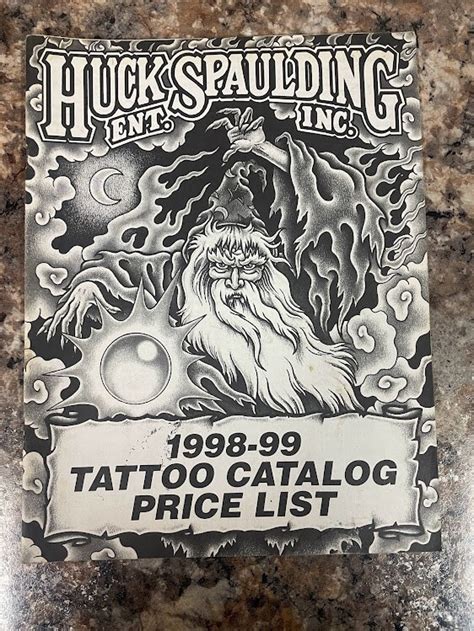 HUCK SPAULDING
ENT. INC.
1998-99
TATTOO CATALOG
PRICE LIST